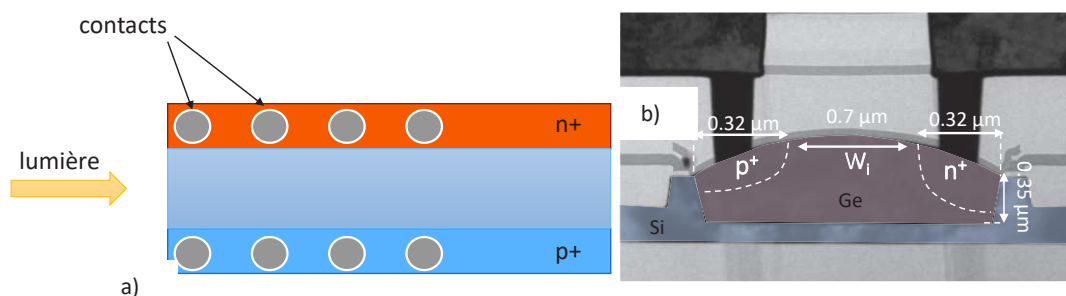 contacts
n+
lumière
p+
a)
b)
0.32 µm
0.7 µm
0.32 µm
p+
Wi
n+
0.35 µm
Ge
Si